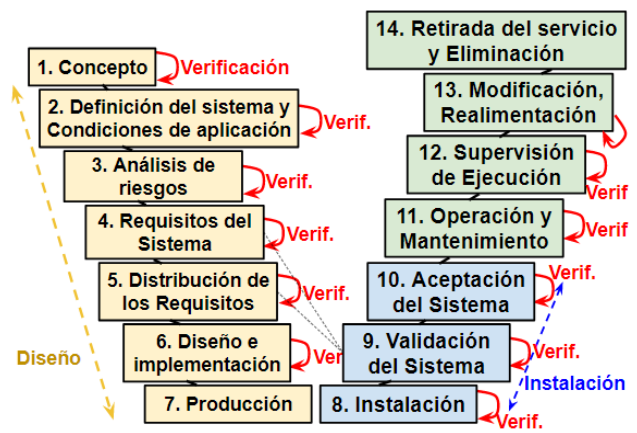 1. Concepto
Verificación
2. Definición del sistema y
Condiciones de aplicación
Verif.
3. Análisis de
riesgos
Verif.
4. Requisitos del
Sistema
Verif.
5. Distribución de
los Requisitos
Verif.
6. Diseño e
implementación
Ver
7. Producción
Diseño
14. Retirada del servicio
y Eliminación
13. Modificación,
Realimentación
12. Supervisión
de Ejecución
Verif
11. Operación y
Mantenimiento
Verif
10. Aceptación
del Sistema
Verif.
9. Validación
del Sistema
Verif.
8. Instalación
Verif.
Instalación